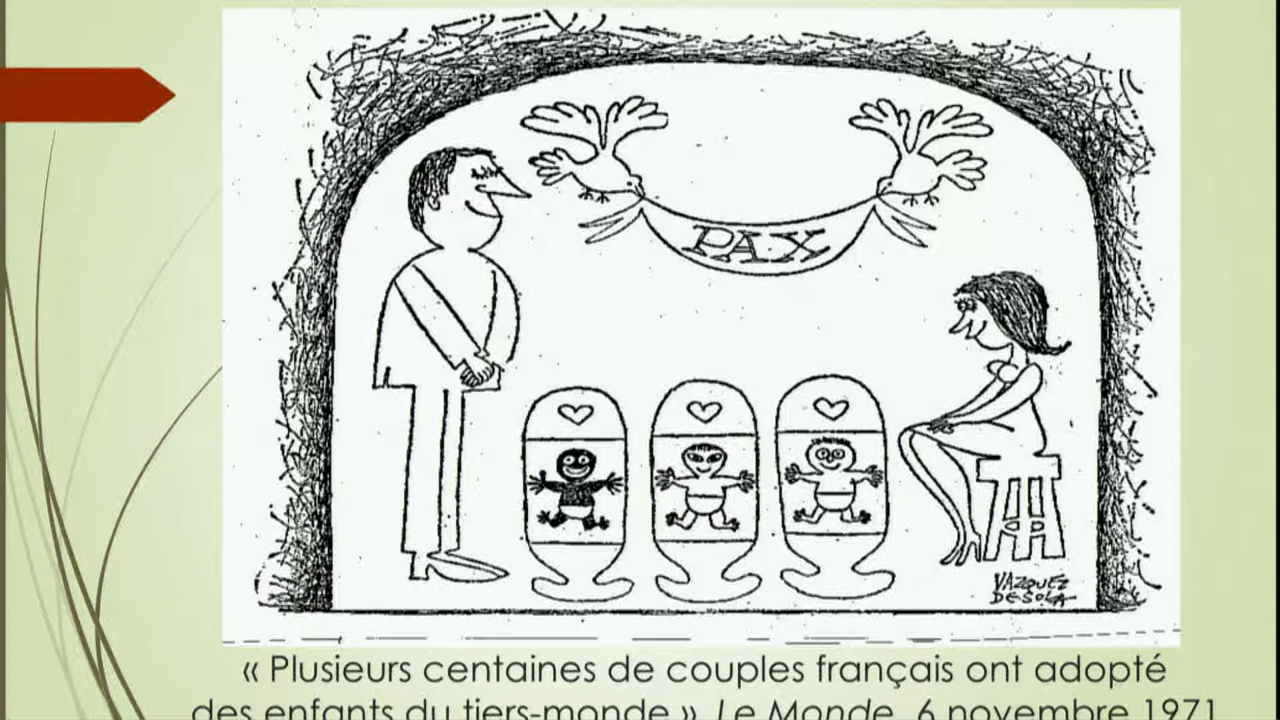 PAX
VAZQUEZ
DE SOLA
« Plusieurs centaines de couples français ont adopté
des enfants du tiers-monde », Le Monde, 6 novembre 1971